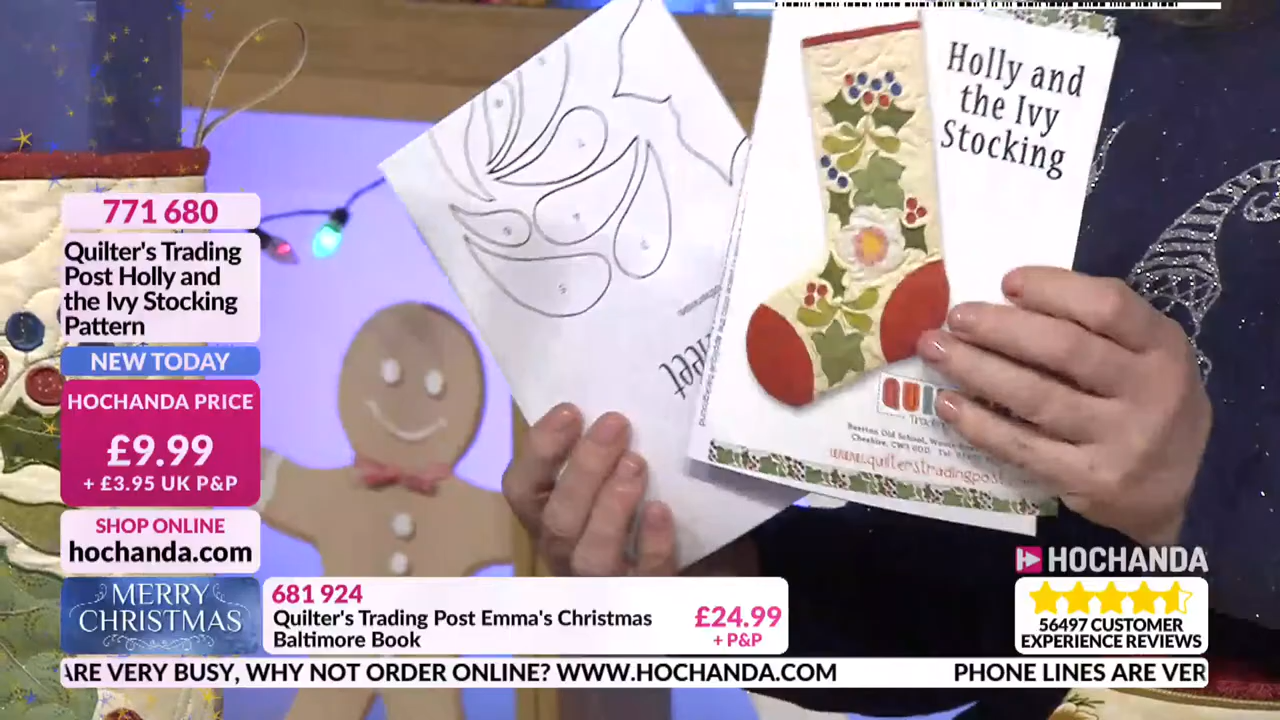 Holly and
the Ivy
Stocking
771 680
Quilter's Trading
Post Holly and
the Ivy Stocking
Pattern
NEW TODAY
HOCHANDA PRICE
£9.99
+ £3.95 UK P&P
SHOP ONLINE
hochanda.com
MERRY
CHRISTMAS
681 924
Quilter's Trading Post Emma's Christmas
Baltimore Book
£24.99
+ P&P
HOCHANDA
56497 CUSTOMER
EXPERIENCE REVIEWS
ARE VERY BUSY, WHY NOT ORDER ONLINE? WWW.HOCHANDA.COM PHONE LINES ARE VER